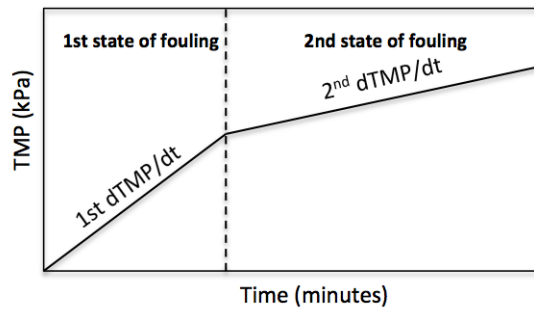 1st state of fouling
2nd state of fouling
2nd dTMP/dt
1st dTMP/dt
TMP (kPa)
Time (minutes)